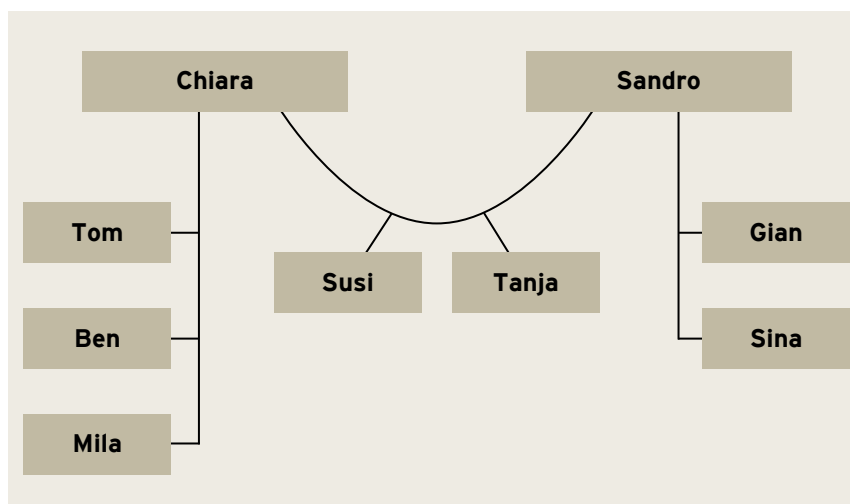 Chiara
Sandro
Tom
Gian
Susi
Tanja
Ben
Sina
Mila